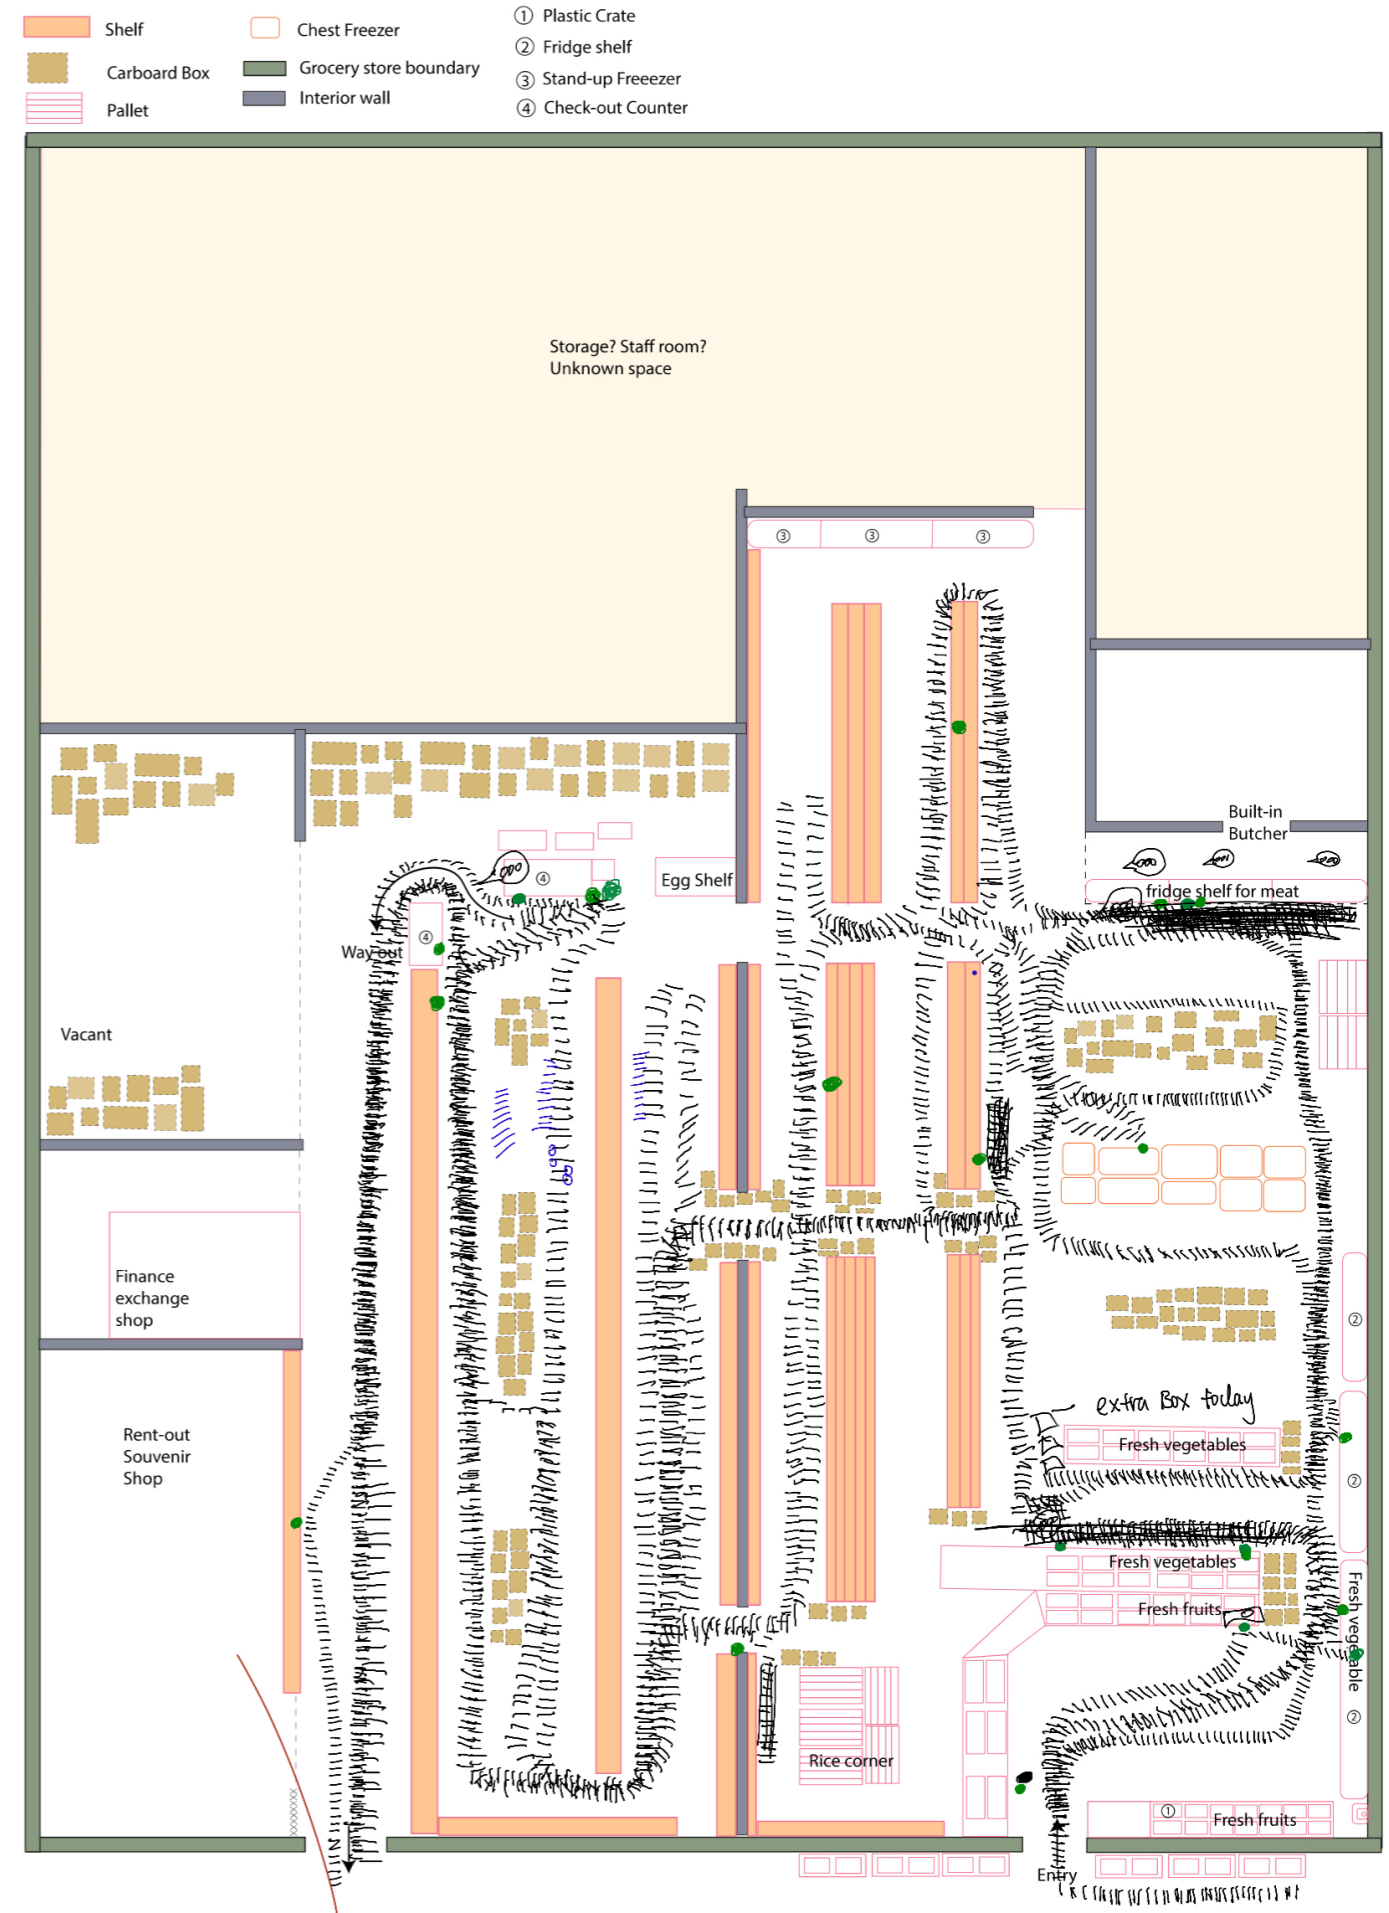 Shelf
Carboard Box
Pallet
Chest Freezer
Grocery store boundary
Interior wall
① Plastic Crate
② Fridge shelf
③ Stand-up Freeezer
④ Check-out Counter
Storage? Staff room?
Unknown space
③ ③ ③
Built-in
Butcher
fridge shelf for meat
④
Egg Shelf
④
Way out
Vacant
Finance
exchange
shop
②
extra Box today
Fresh vegetables
②
Rent-out
Souvenir
Shop
Fresh vegetables
Fresh fruits
Fresh vegetable
②
Rice corner
①
Fresh fruits
Entry